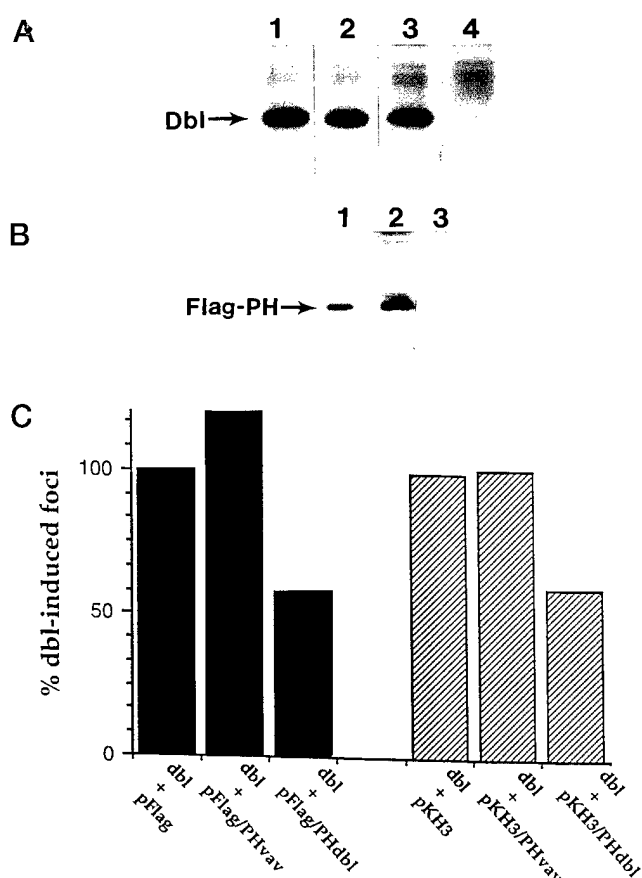 A
1 2 3 4
Dbl
B
1 2 3
Flag-PH
C
% dbl-induced foci
100
50
0
dbl
+
pFlag
dbl
+
pFlag/PHvav
dbl
+
pFlag/PHdbl
dbl
+
pKH3
dbl
+
pKH3/PHvav
dbl
+
pKH3/PHdbl